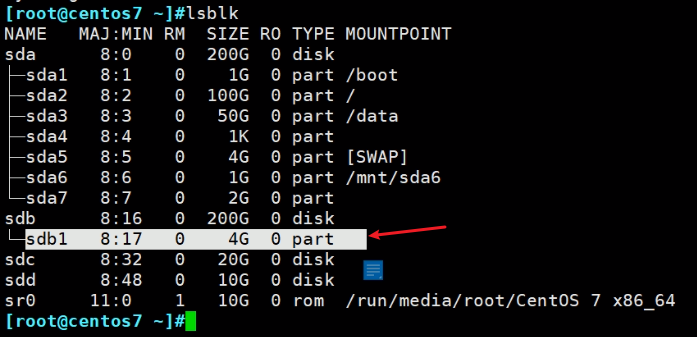 [root@centos7 ~]#lsblk
NAME   MAJ:MIN RM  SIZE RO TYPE MOUNTPOINT
sda      8:0    0  200G  0 disk
├─sda1   8:1    0    1G  0 part /boot
├─sda2   8:2    0  100G  0 part /
├─sda3   8:3    0   50G  0 part /data
├─sda4   8:4    0    1K  0 part
├─sda5   8:5    0    4G  0 part [SWAP]
├─sda6   8:6    0    1G  0 part /mnt/sda6
└─sda7   8:7    0    2G  0 part
sdb      8:16   0  200G  0 disk
└─sdb1   8:17   0    4G  0 part
sdc      8:32   0   20G  0 disk
sdd      8:48   0   10G  0 disk
sr0     11:0    1   10G  0 rom  /run/media/root/CentOS 7 x86_64
[root@centos7 ~]#